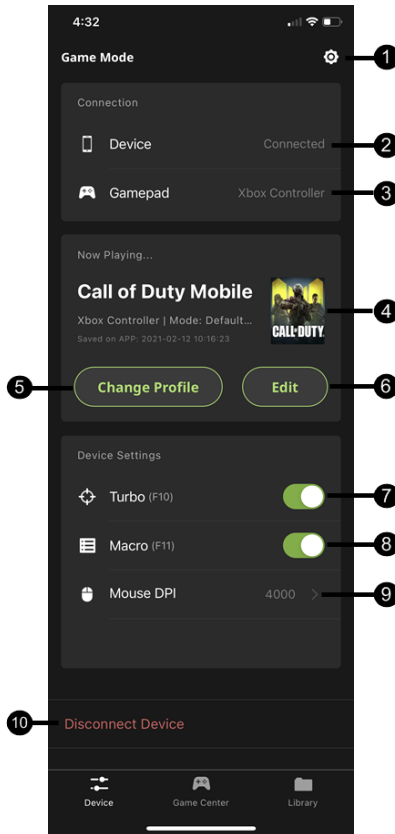 4:32
Game Mode
1
Connection
Device Connected
2
Gamepad Xbox Controller
3
Now Playing...
Call of Duty Mobile
Xbox Controller | Mode: Default...
Saved on APP: 2021-02-12 10:16:23
CALL·DUTY
4
5
Change Profile Edit
6
Device Settings
Turbo (F10)
7
Macro (F11)
8
Mouse DPI 4000 >
9
10
Disconnect Device
Device Game Center Library